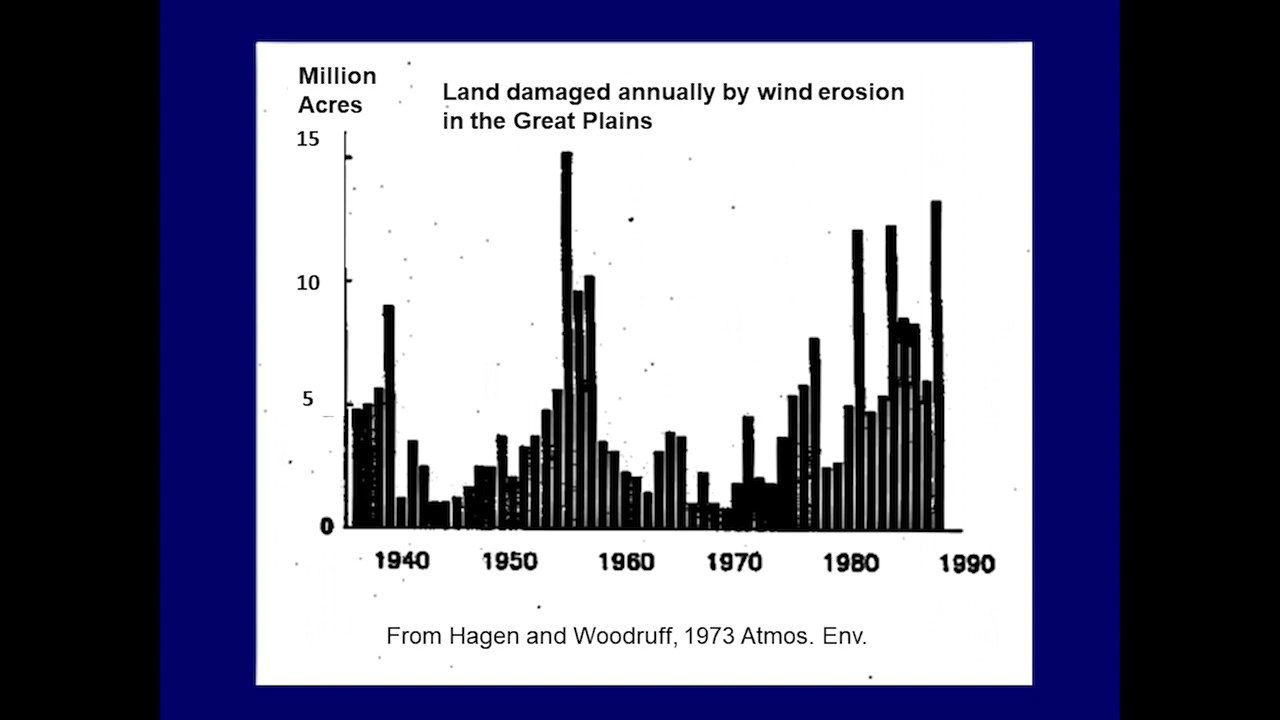 Million
Acres
Land damaged annually by wind erosion
in the Great Plains
15
10
5
0
1940 1950 1960 1970 1980 1990
From Hagen and Woodruff, 1973 Atmos. Env.